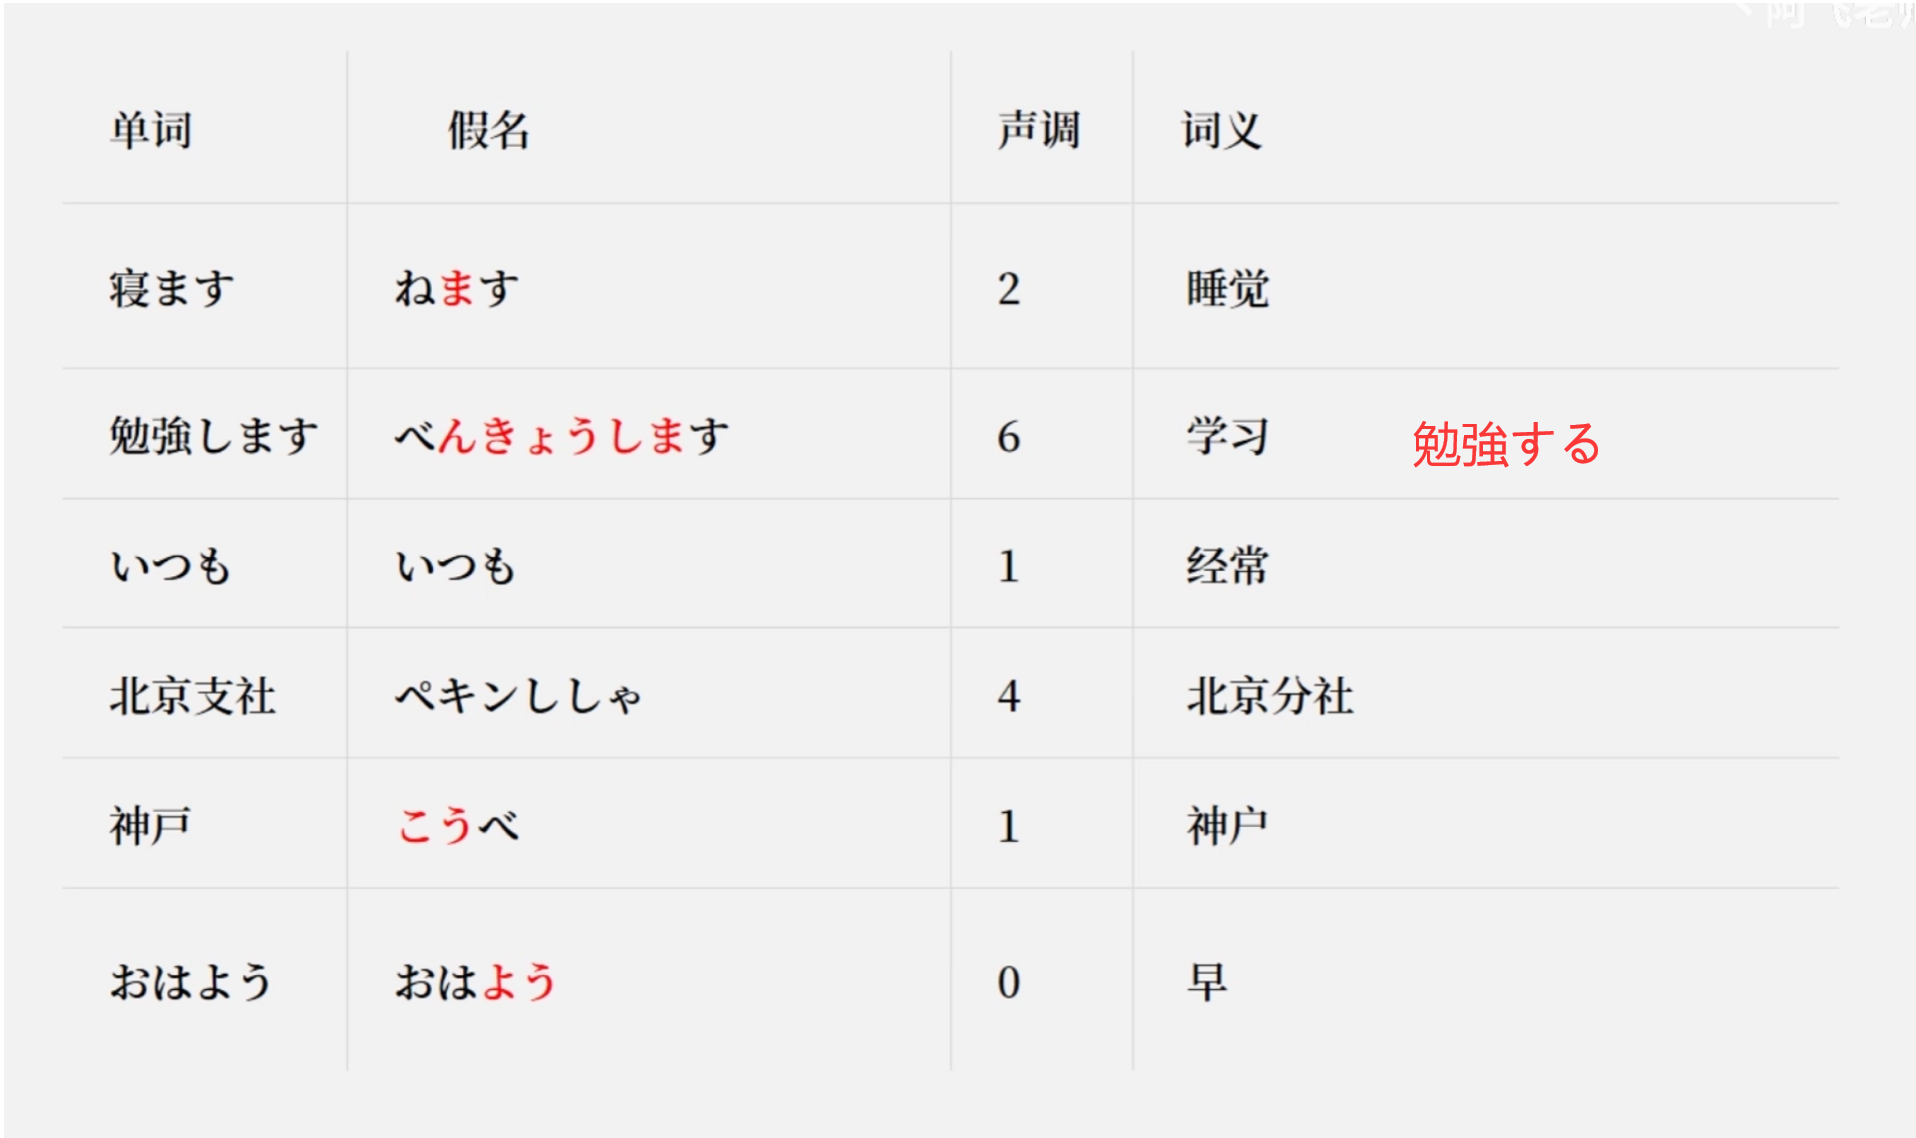 阿飞老师
单词 假名 声调 词义
寝ます ねます 2 睡觉
勉強します べんきょうします 6 学习 勉強する
いつも いつも 1 经常
北京支社 ペキンししゃ 4 北京分社
神戸 こうべ 1 神户
おはよう おはよう 0 早